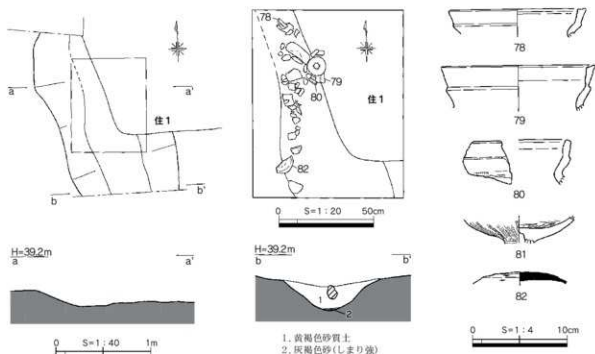 a
a'
住1
b
b'
H=39.2m
a
a'
0 S=1:40 1m
78
79
80
住1
82
0 S=1:20 50cm
H=39.2m
b
b'
1
2
1. 黄褐色砂質土
2. 灰褐色砂(しまり強)
78
79
80
81
82
0 S=1:4 10cm